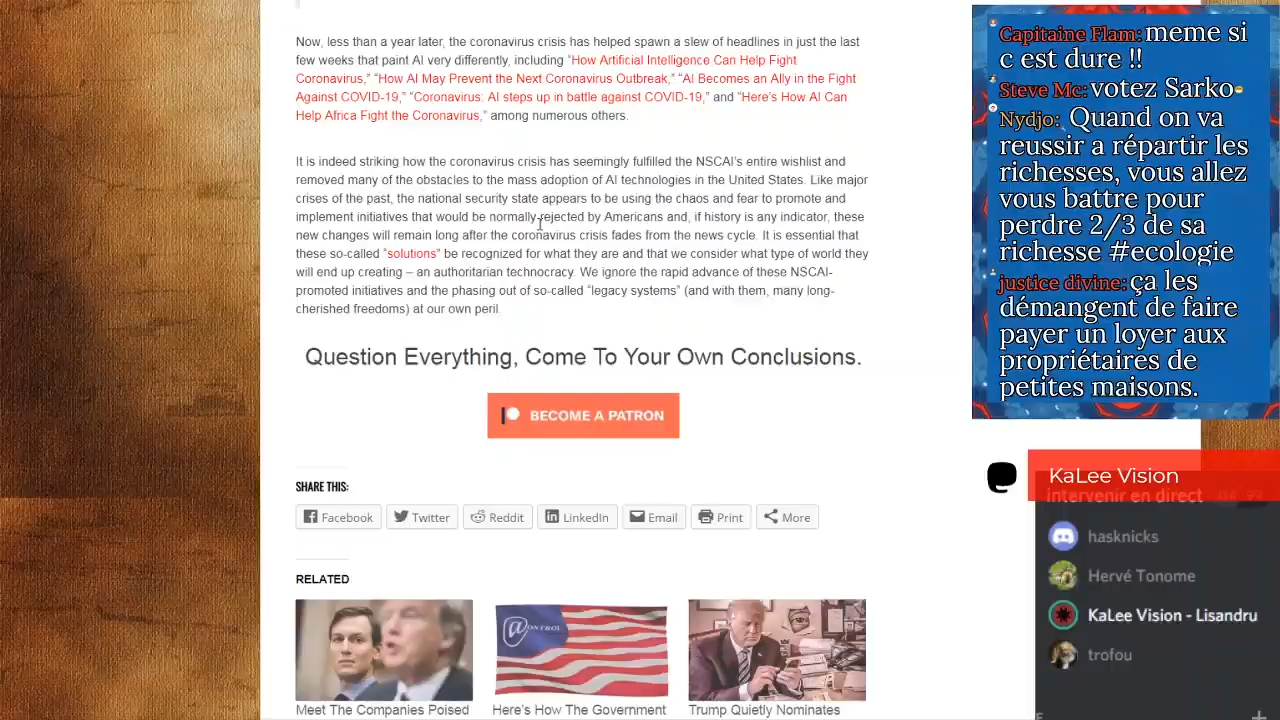 Now, less than a year later, the coronavirus crisis has helped spawn a slew of headlines in just the last
few weeks that paint AI very differently, including “How Artificial Intelligence Can Help Fight
Coronavirus,” “How AI May Prevent the Next Coronavirus Outbreak,” “AI Becomes an Ally in the Fight
Against COVID-19,” “Coronavirus: AI steps up in battle against COVID-19,” and “Here’s How AI Can
Help Africa Fight the Coronavirus,” among numerous others.
It is indeed striking how the coronavirus crisis has seemingly fulfilled the NSCAI’s entire wishlist and
removed many of the obstacles to the mass adoption of AI technologies in the United States. Like major
crises of the past, the national security state appears to be using the chaos and fear to promote and
implement initiatives that would be normally rejected by Americans and, if history is any indicator, these
new changes will remain long after the coronavirus crisis fades from the news cycle. It is essential that
these so-called “solutions” be recognized for what they are and that we consider what type of world they
will end up creating – an authoritarian technocracy. We ignore the rapid advance of these NSCAI-
promoted initiatives and the phasing out of so-called “legacy systems” (and with them, many long-
cherished freedoms) at our own peril.
Question Everything, Come To Your Own Conclusions.
BECOME A PATRON
SHARE THIS:
Facebook
Twitter
Reddit
LinkedIn
Email
Print
More
RELATED
@ONTROL
Meet The Companies Poised
Here’s How The Government
Trump Quietly Nominates
Capitaine Flam: meme si
c est dure !!
Steve Mc: votez Sarko
Nydjo: Quand on va
reussir a répartir les
richesses, vous allez
vous battre pour
perdre 2/3 de sa
richesse #ecologie
justice divine: ça les
démangent de faire
payer un loyer aux
propriétaires de
petites maisons.
KaLee Vision
Intervenir en direct
hasknicks
Hervé Tonome
KaLee Vision - Lisandru
trofou